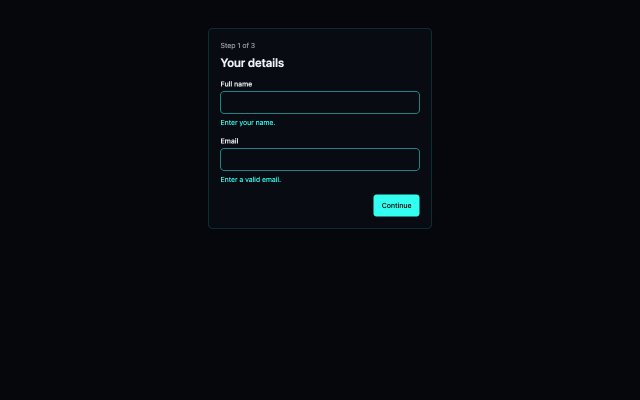 Step 1 of 3
Your details
Full name
Enter your name.
Email
Enter a valid email.
Continue